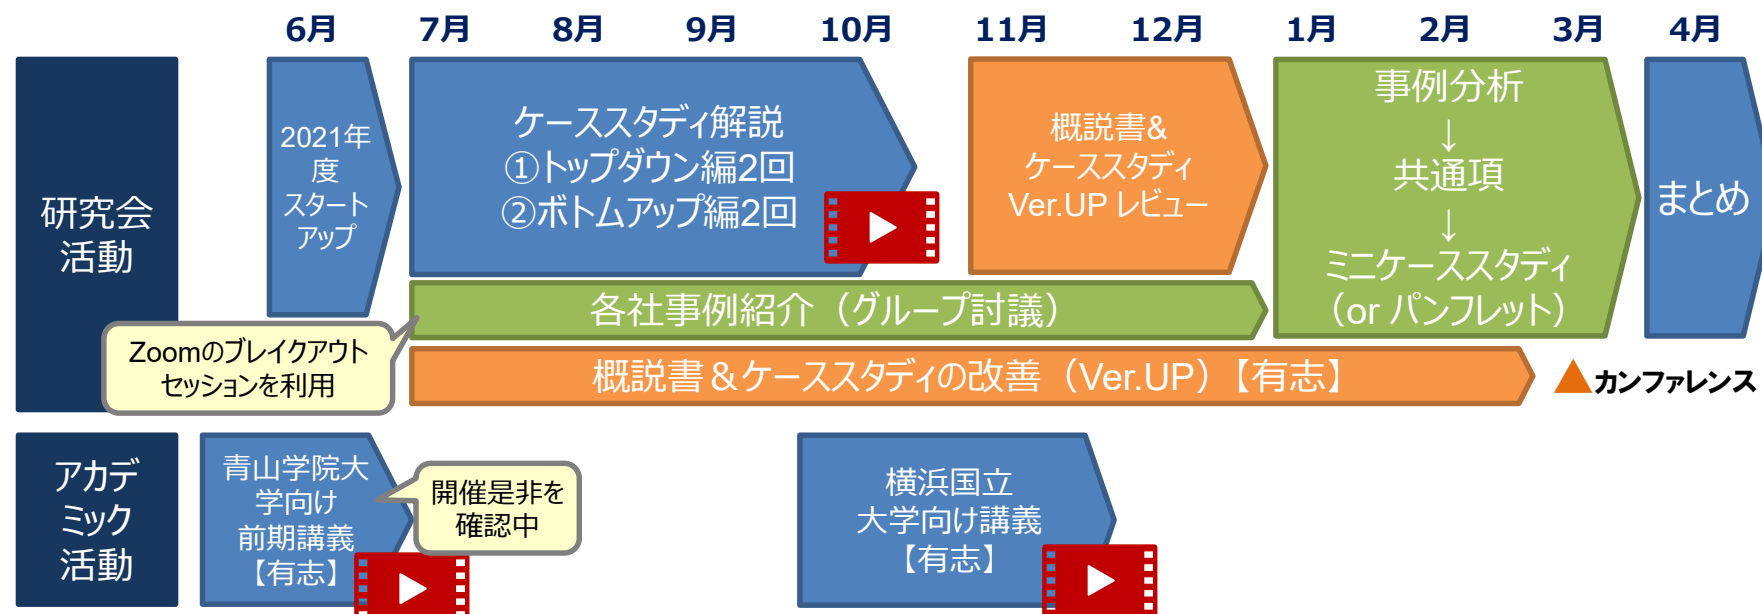 6月 7月 8月 9月 10月 11月 12月 1月 2月 3月 4月
研究会
活動
2021年
度
スタート
アップ
ケーススタディ解説
①トップダウン編2回
②ボトムアップ編2回
概説書&
ケーススタディ
Ver.UP レビュー
事例分析
↓
共通項
↓
ミニケーススタディ
（or パンフレット）
まとめ
各社事例紹介（グループ討議）
Zoomのブレイクアウト
セッションを利用
概説書＆ケーススタディの改善（Ver.UP）【有志】
カンファレンス
アカデ
ミック
活動
青山学院大
学向け
前期講義
【有志】
開催是非を
確認中
横浜国立
大学向け講義
【有志】